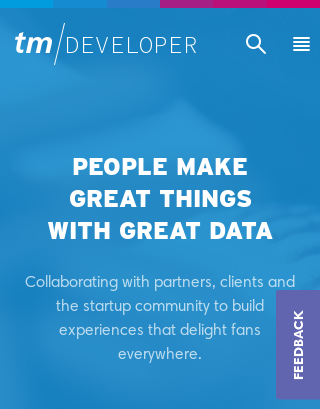 tm/DEVELOPER
PEOPLE MAKE
GREAT THINGS
WITH GREAT DATA
Collaborating with partners, clients and
the startup community to build
experiences that delight fans
everywhere.
FEEDBACK